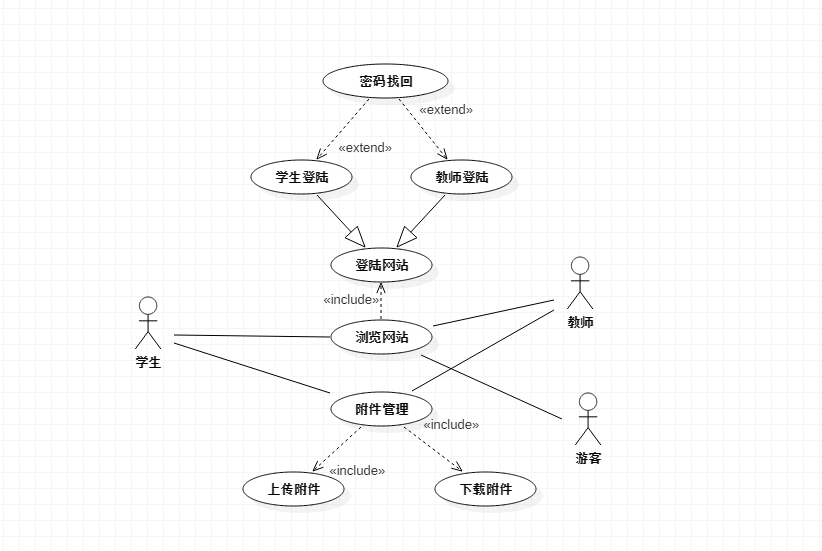 密码找回
«extend»
«extend»
学生登陆
教师登陆
登陆网站
«include»
教师
浏览网站
学生
附件管理
«include»
游客
«include»
上传附件
下载附件